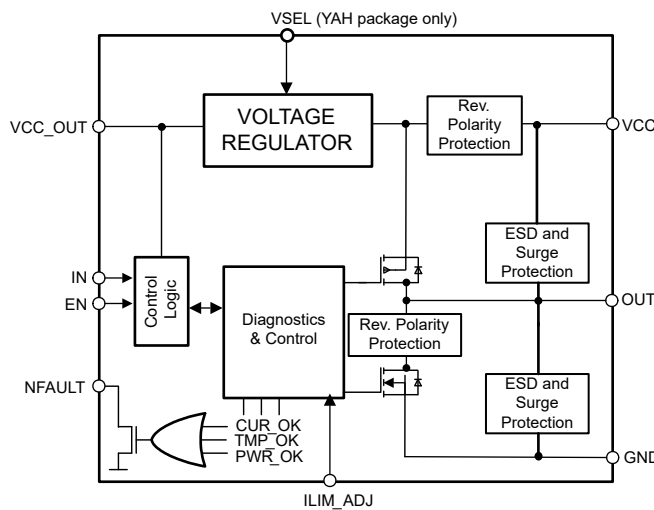 VSEL (YAH package only)
VOLTAGE
REGULATOR
Rev.
Polarity
Protection
VCC_OUT
VCC
ESD and
Surge
Protection
IN
EN
Control
Logic
Diagnostics
& Control
OUT
Rev. Polarity
Protection
NFAULT
ESD and
Surge
Protection
CUR_OK
TMP_OK
PWR_OK
GND
ILIM_ADJ